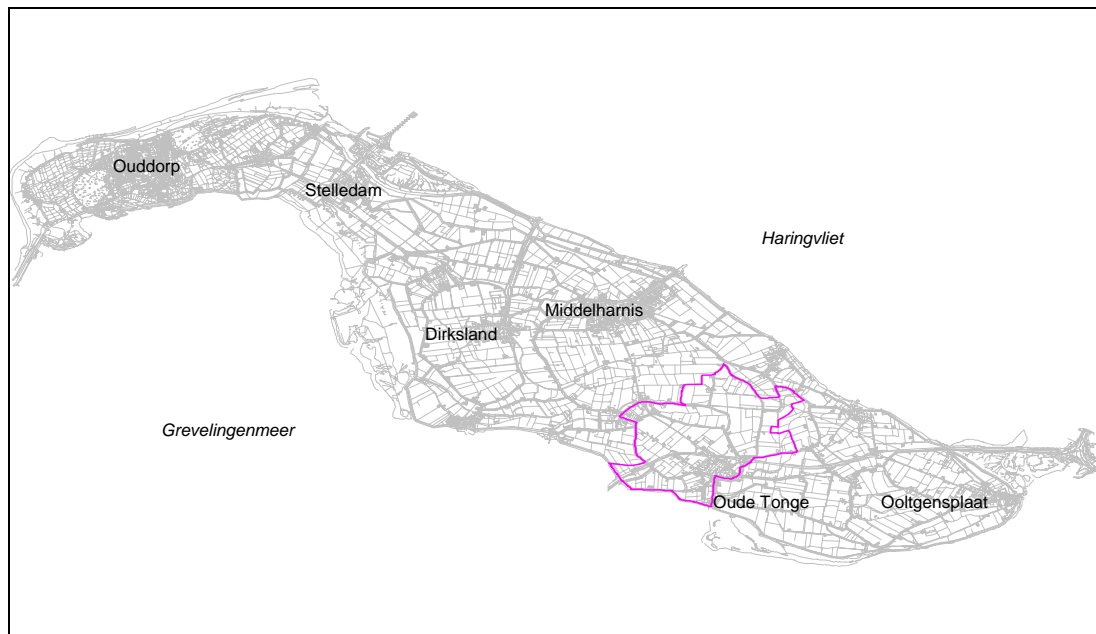 Ouddorp
Stelledam
Haringvliet
Middelharnis
Dirksland
Grevelingenmeer
Oude Tonge
Ooltgensplaat